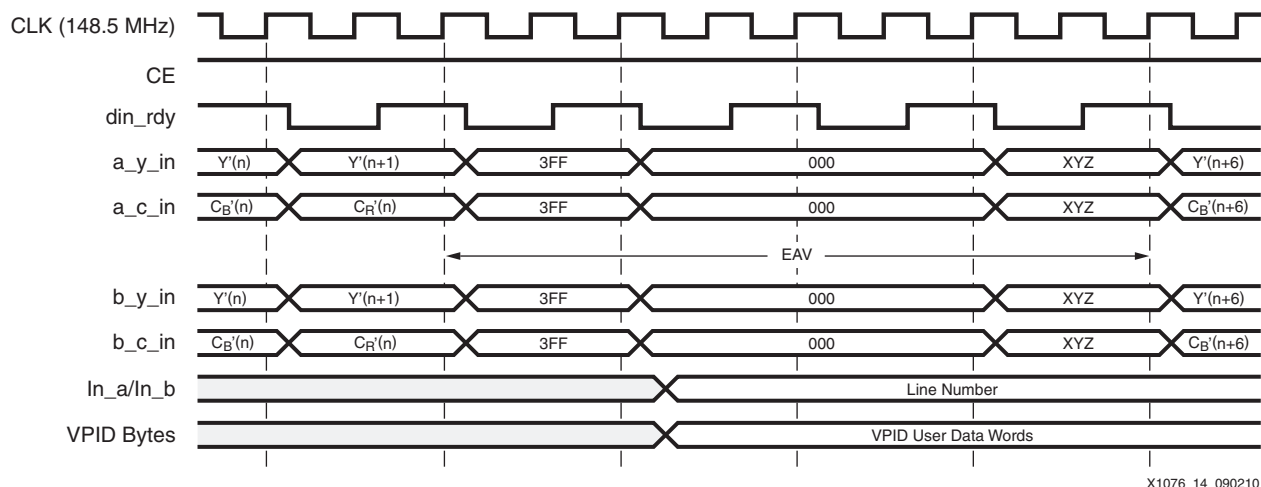 CLK (148.5 MHz)
CE
din_rdy
a_y_in Y'(n) Y'(n+1) 3FF 000 XYZ Y'(n+6)
a_c_in CB'(n) CR'(n) 3FF 000 XYZ CB'(n+6)
EAV
b_y_in Y'(n) Y'(n+1) 3FF 000 XYZ Y'(n+6)
b_c_in CB'(n) CR'(n) 3FF 000 XYZ CB'(n+6)
ln_a/ln_b Line Number
VPID Bytes VPID User Data Words
X1076_14_090210